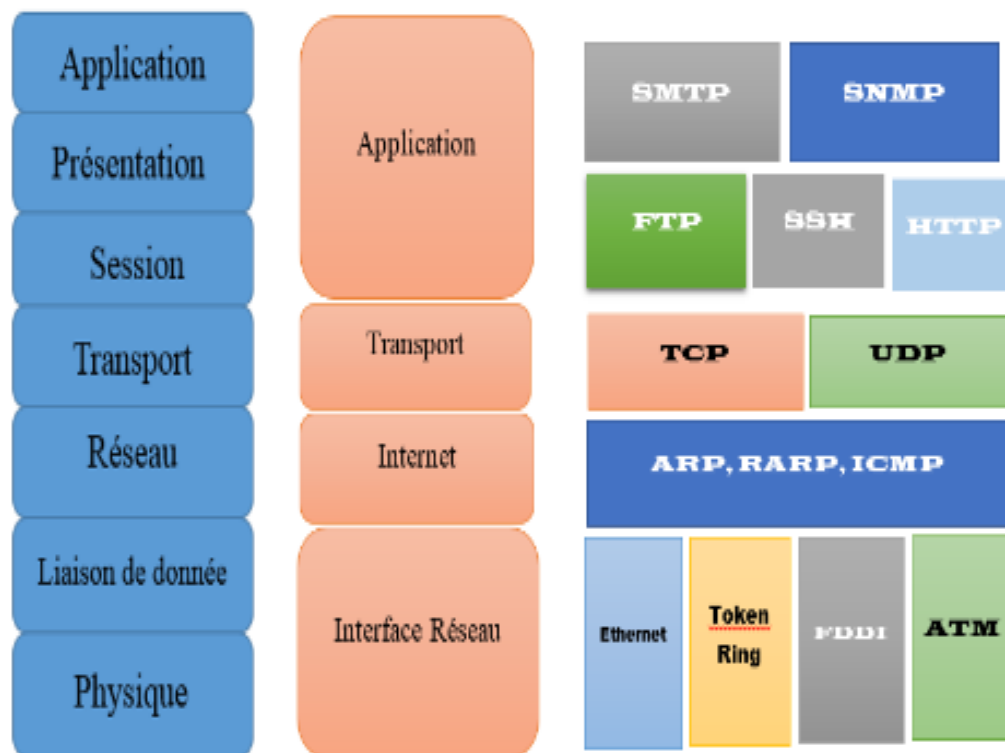 Application
Présentation
Session
Transport
Réseau
Liaison de donnée
Physique
Application
Transport
Internet
Interface Réseau
SMTP
SNMP
FTP
SSH
HTTP
TCP
UDP
ARP, RARP, ICMP
Ethernet
Token
Ring
FDDI
ATM